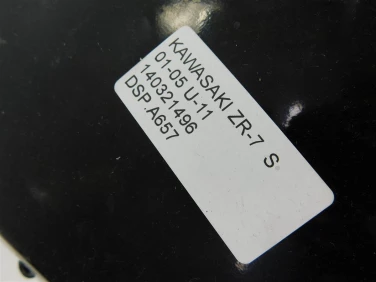 KAWASAKI ZR-7 S
01-05 U-11
140321496
DSP.A657